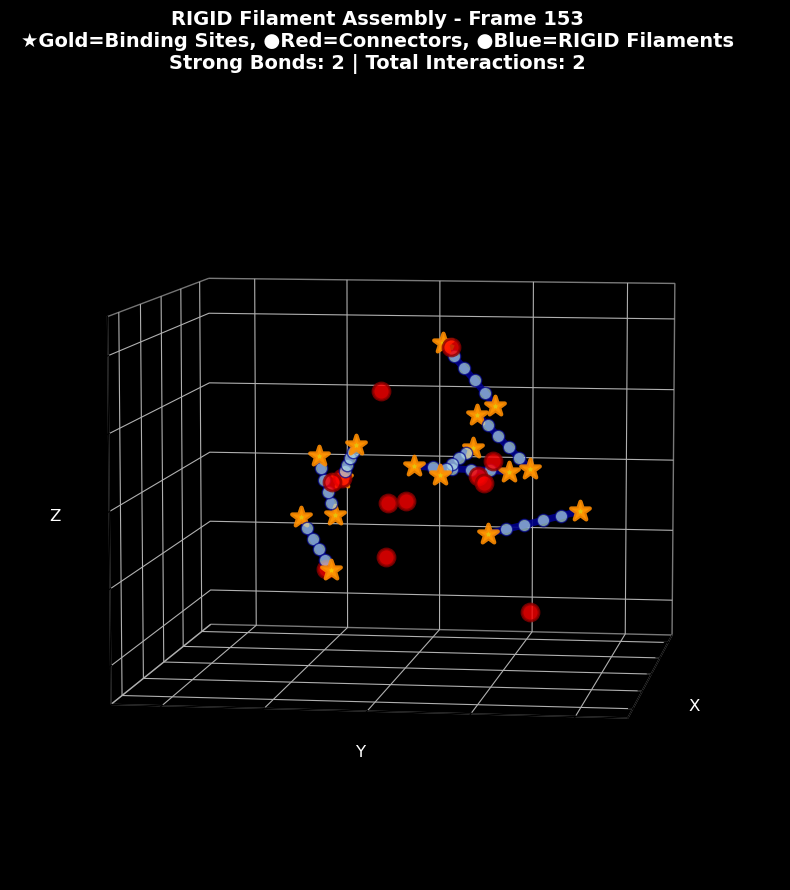 RIGID Filament Assembly - Frame 153
★Gold=Binding Sites, ●Red=Connectors, ●Blue=RIGID Filaments
Strong Bonds: 2 | Total Interactions: 2
Z
X
Y